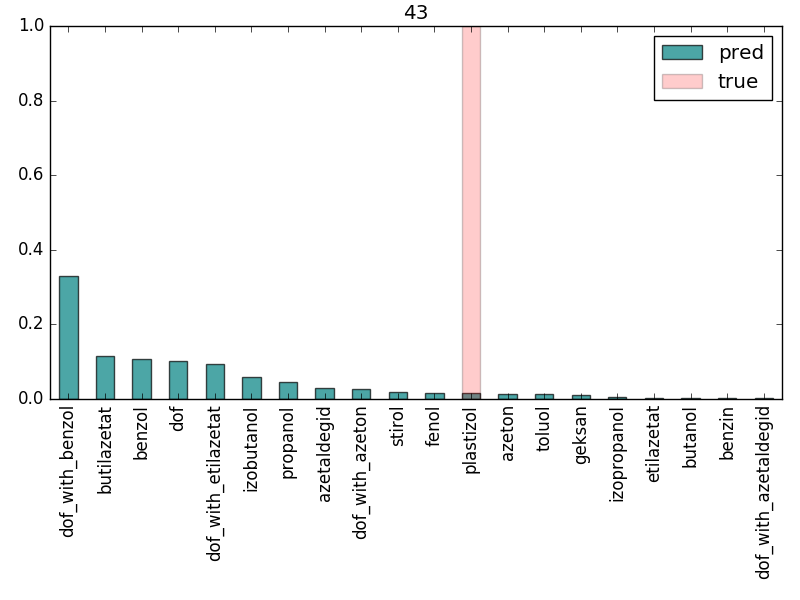 43
1.0
0.8
0.6
0.4
0.2
0.0
pred
true
dof_with_benzol
butilazetat
benzol
dof
dof_with_etilazetat
izobutanol
propanol
azetaldegid
dof_with_azeton
stirol
fenol
plastizol
azeton
toluol
geksan
izopropanol
etilazetat
butanol
benzin
dof_with_azetaldegid